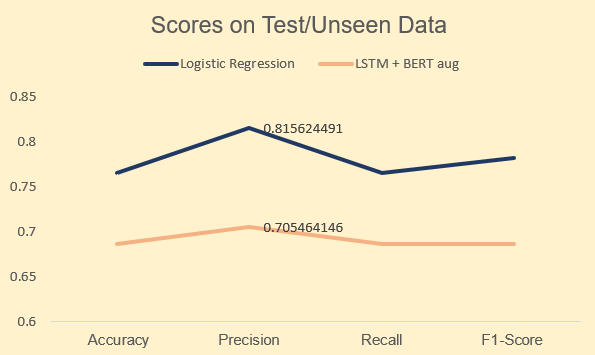 Scores on Test/Unseen Data
Logistic Regression LSTM + BERT aug
0.85
0.8
0.75
0.7
0.65
0.6
0.815624491
0.705464146
Accuracy Precision Recall F1-Score